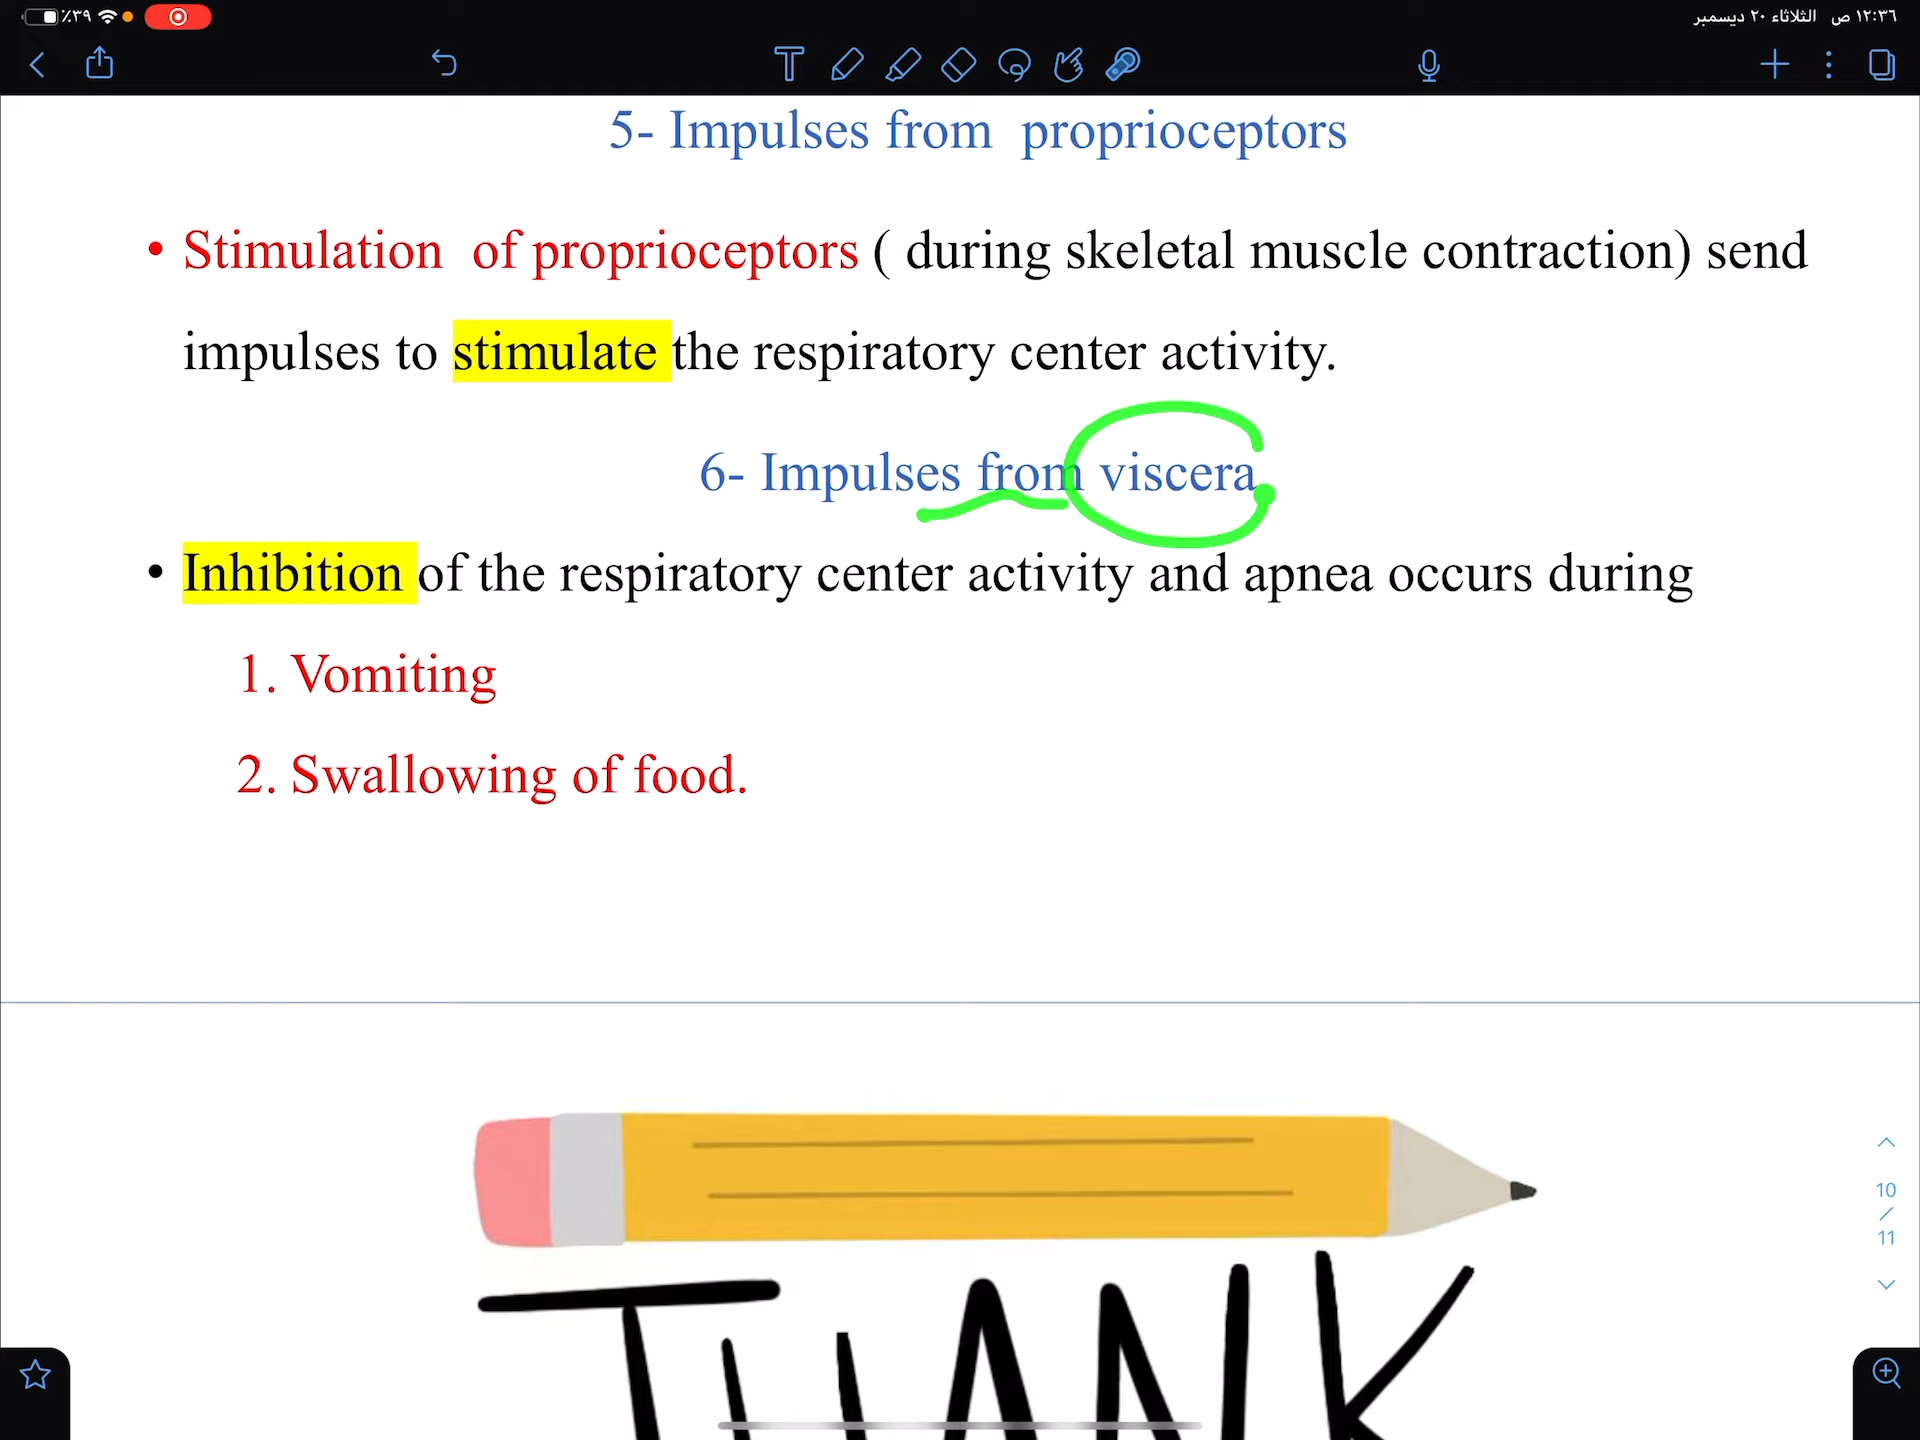 ٪٣٩
١٢:٣٦ ص الثلاثاء ٢٠ ديسمبر
5- Impulses from proprioceptors
• Stimulation of proprioceptors ( during skeletal muscle contraction) send
impulses to stimulate the respiratory center activity.
6- Impulses from viscera
• Inhibition of the respiratory center activity and apnea occurs during
1. Vomiting
2. Swallowing of food.
10
/
11
THANK